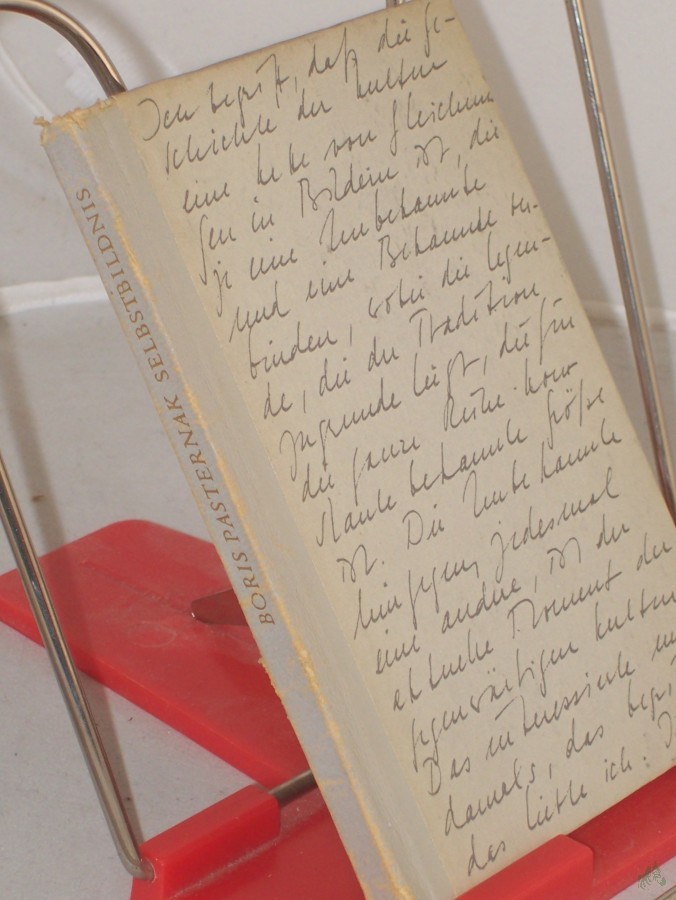 BORIS PASTERNAK SELBSTBILDNIS
Ich begriff, daß die Ge-
schichte der Kultur
eine Kette von Gleichun
gen in Bildern ist, die
je eine Unbekannte
und eine Bekannte ver-
binden, wobei die Legen-
de, die der Tradition
zugrunde liegt, die für
die ganze Reihe kon
stante bekannte Größe
ist. Die Unbekannte
hingegen, jedesmal
eine andere, ist der
aktuelle Moment der
gegenwärtigen Kultur
Das interessierte
damals, das begri
das liebte ich.